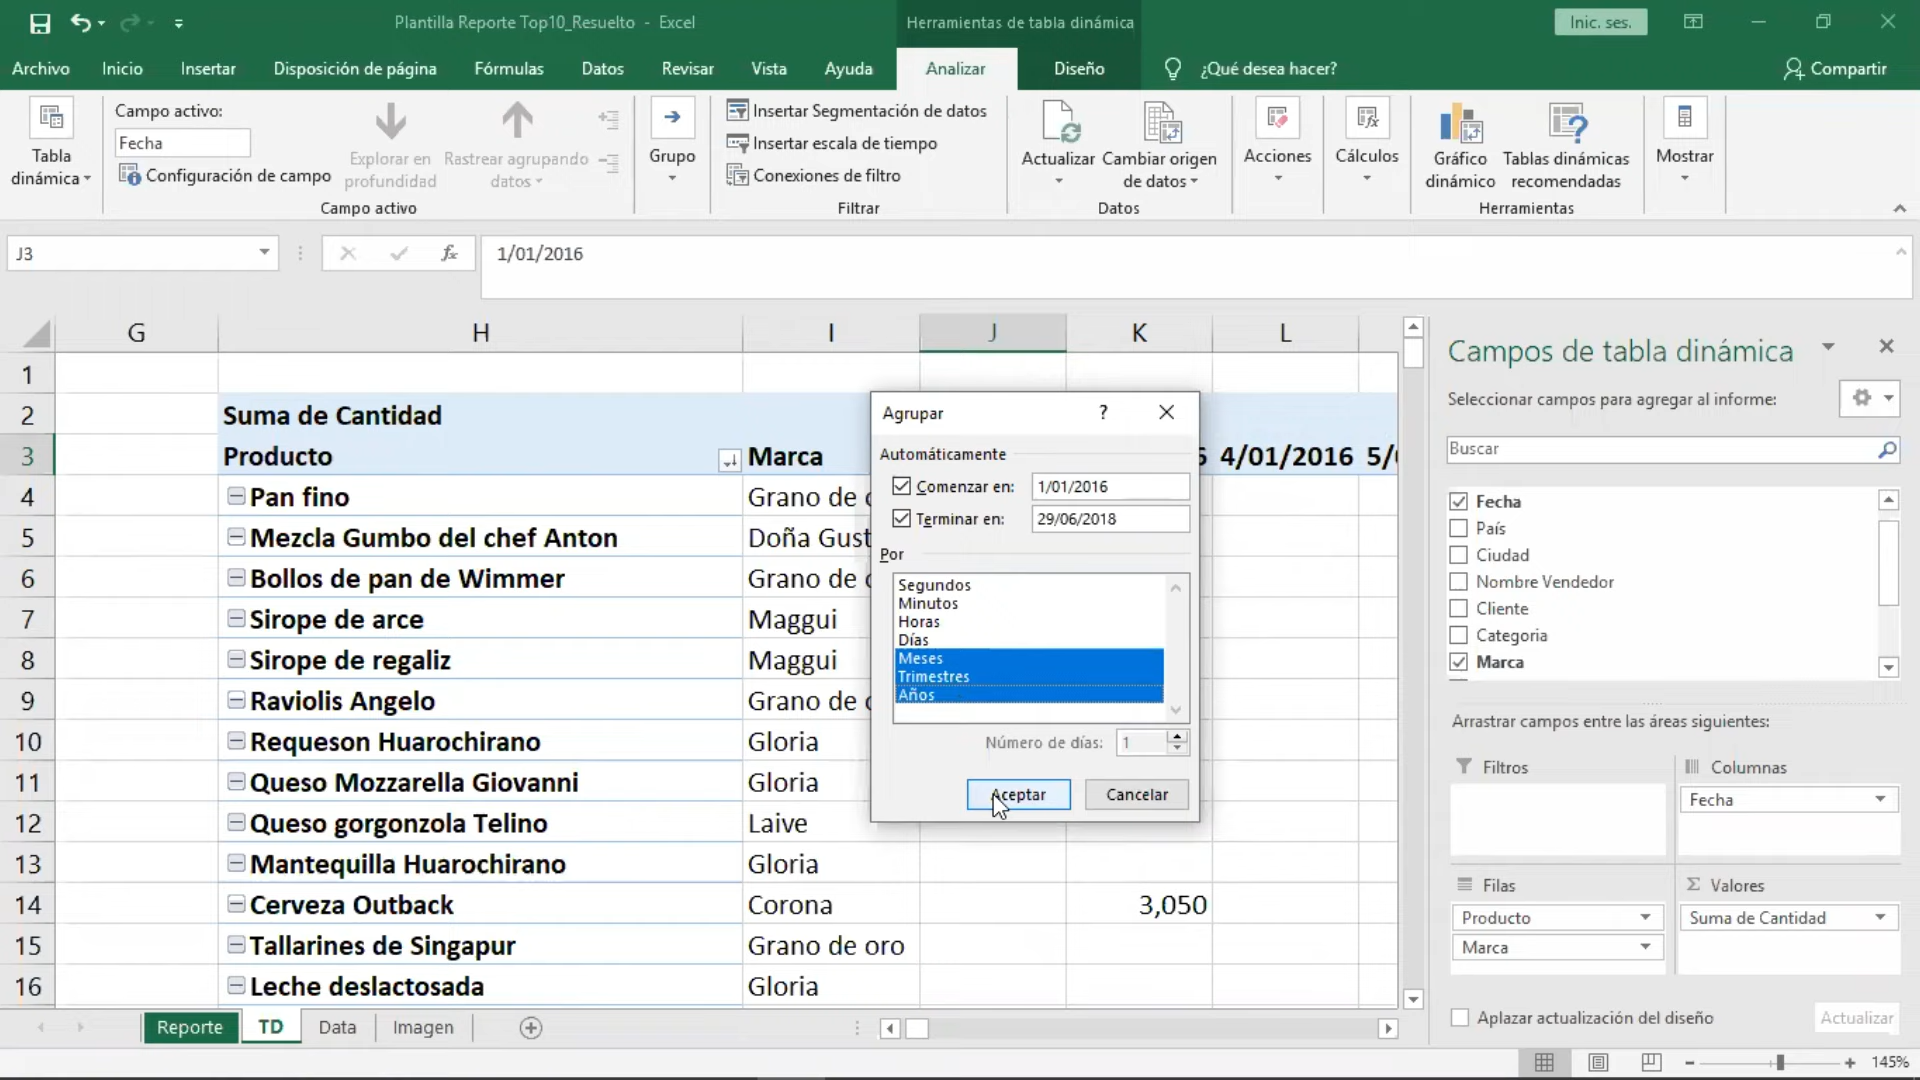 Plantilla Reporte Top10_Resuelto - Excel
Herramientas de tabla dinámica
Inic. ses.
Archivo
Inicio
Insertar
Disposición de página
Fórmulas
Datos
Revisar
Vista
Ayuda
Analizar
Diseño
¿Qué desea hacer?
Compartir
Tabla
dinámica
Campo activo:
Fecha
Configuración de campo
Explorar en
profundidad
Rastrear agrupando
datos
Campo activo
Grupo
Insertar Segmentación de datos
Insertar escala de tiempo
Conexiones de filtro
Filtrar
Actualizar
Cambiar origen
de datos
Datos
Acciones
Cálculos
Gráfico
dinámico
Tablas dinámicas
recomendadas
Herramientas
Mostrar
J3
fx
1/01/2016
G H I J K L
1
2 Suma de Cantidad
3 Producto Marca 6 4/01/2016 5/
4 Pan fino Grano de
5 Mezcla Gumbo del chef Anton Doña Gust
6 Bollos de pan de Wimmer Grano de
7 Sirope de arce Maggui
8 Sirope de regaliz Maggui
9 Raviolis Angelo Grano de
10 Requeson Huarochirano Gloria
11 Queso Mozzarella Giovanni Gloria
12 Queso gorgonzola Telino Laive
13 Mantequilla Huarochirano Gloria
14 Cerveza Outback Corona 3,050
15 Tallarines de Singapur Grano de oro
16 Leche deslactosada Gloria
Agrupar
?
Automáticamente
Comenzar en: 1/01/2016
Terminar en: 29/06/2018
Por
Segundos
Minutos
Horas
Días
Meses
Trimestres
Años
Número de días: 1
Aceptar
Cancelar
Campos de tabla dinámica
Seleccionar campos para agregar al informe:
Buscar
Fecha
País
Ciudad
Nombre Vendedor
Cliente
Categoria
Marca
Arrastrar campos entre las áreas siguientes:
Filtros
Columnas
Fecha
Filas
Producto
Marca
Σ Valores
Suma de Cantidad
Aplazar actualización del diseño
Actualizar
Reporte
TD
Data
Imagen
145%